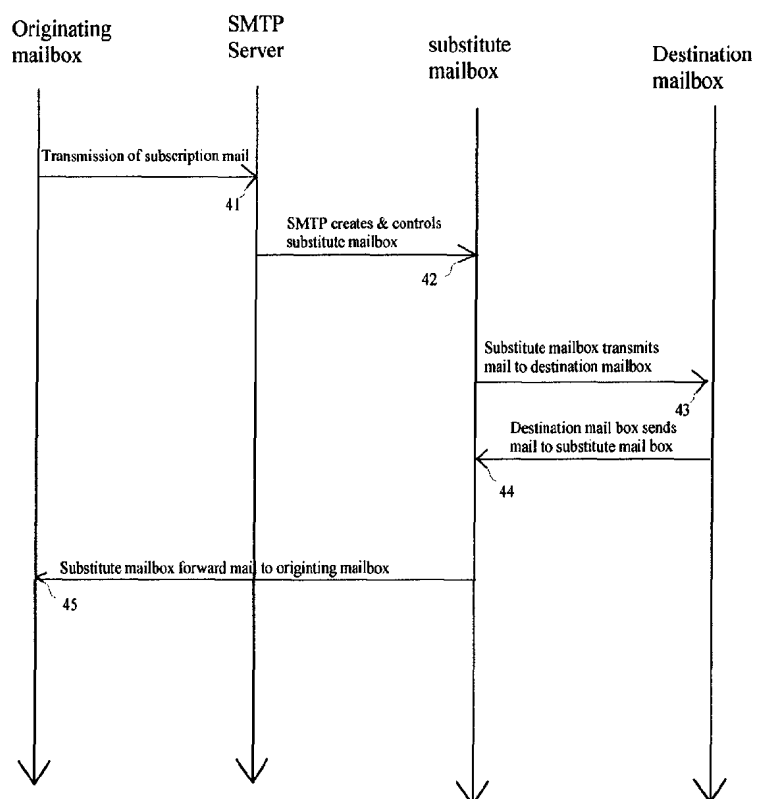 Originating
mailbox
SMTP
Server
substitute
mailbox
Destination
mailbox
Transmission of subscription mail
41
SMTP creates & controls
substitute mailbox
42
Substitute mailbox transmits
mail to destination mailbox
43
Destination mail box sends
mail to substitute mail box
44
Substitute mailbox forward mail to originting mailbox
45